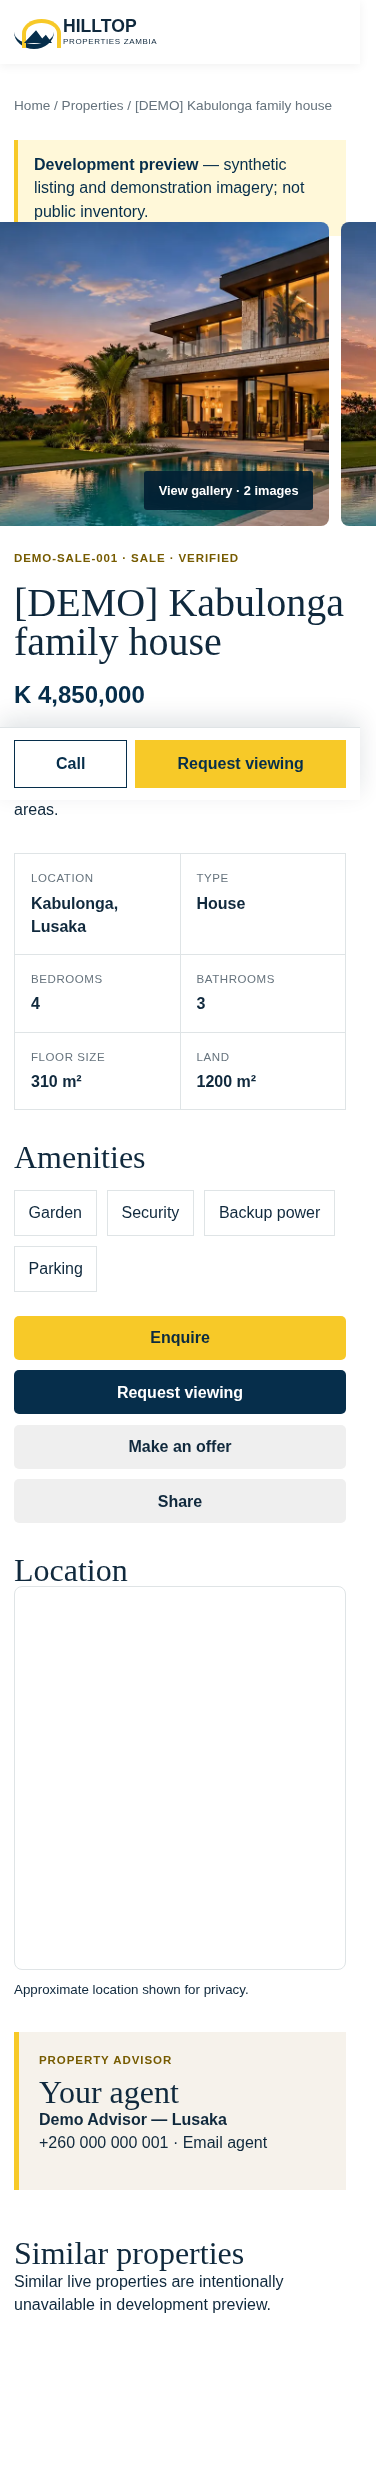 HILLTOP
PROPERTIES ZAMBIA
Home / Properties / [DEMO] Kabulonga family house
Development preview — synthetic
listing and demonstration imagery; not
public inventory.
View gallery · 2 images
DEMO-SALE-001 · SALE · VERIFIED
[DEMO] Kabulonga
family house
K 4,850,000
Call
Request viewing
areas.
LOCATION
Kabulonga,
Lusaka
TYPE
House
BEDROOMS
4
BATHROOMS
3
FLOOR SIZE
310 m²
LAND
1200 m²
Amenities
Garden
Security
Backup power
Parking
Enquire
Request viewing
Make an offer
Share
Location
Approximate location shown for privacy.
PROPERTY ADVISOR
Your agent
Demo Advisor — Lusaka
+260 000 000 001 · Email agent
Similar properties
Similar live properties are intentionally
unavailable in development preview.